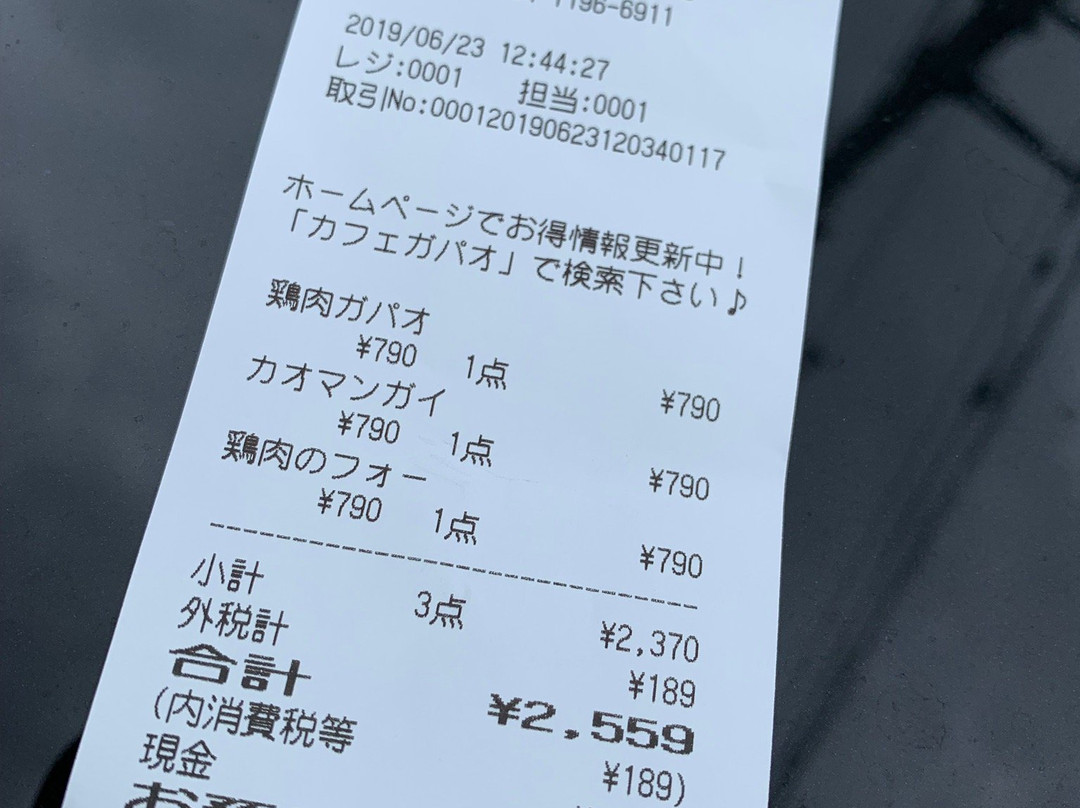 1196-6911
2019/06/23 12:44:27
レジ:0001 担当:0001
取引No:000120190623120340117
ホームページでお得情報更新中!
「カフェガパオ」で検索下さい♪
鶏肉ガパオ
¥790 1点 ¥790
カオマンガイ
¥790 1点 ¥790
鶏肉のフォー
¥790 1点 ¥790
小計 3点 ¥2,370
外税計 ¥189
合計 ¥2,559
(内消費税等 ¥189)
現金